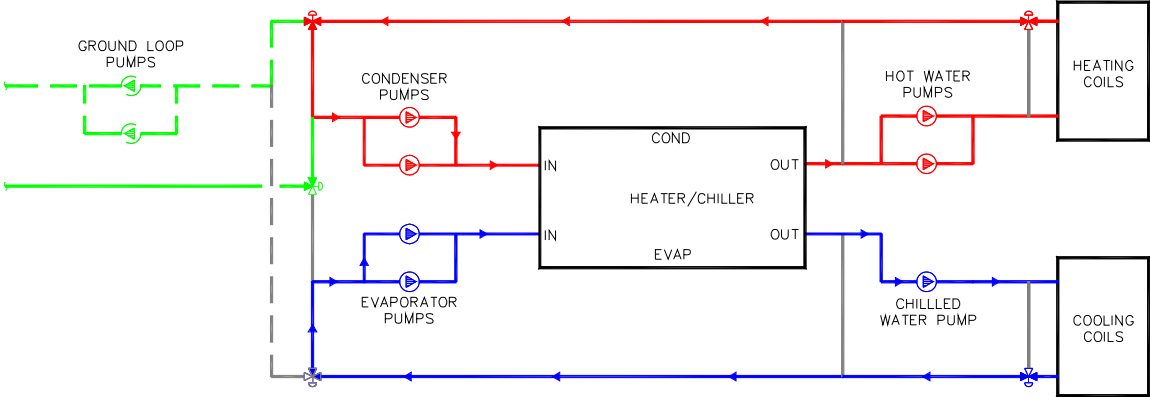 GROUND LOOP
PUMPS
CONDENSER
PUMPS
HOT WATER
PUMPS
HEATING
COILS
COND
IN
OUT
HEATER/CHILLER
IN
OUT
EVAP
EVAPORATOR
PUMPS
CHILLLED
WATER PUMP
COOLING
COILS